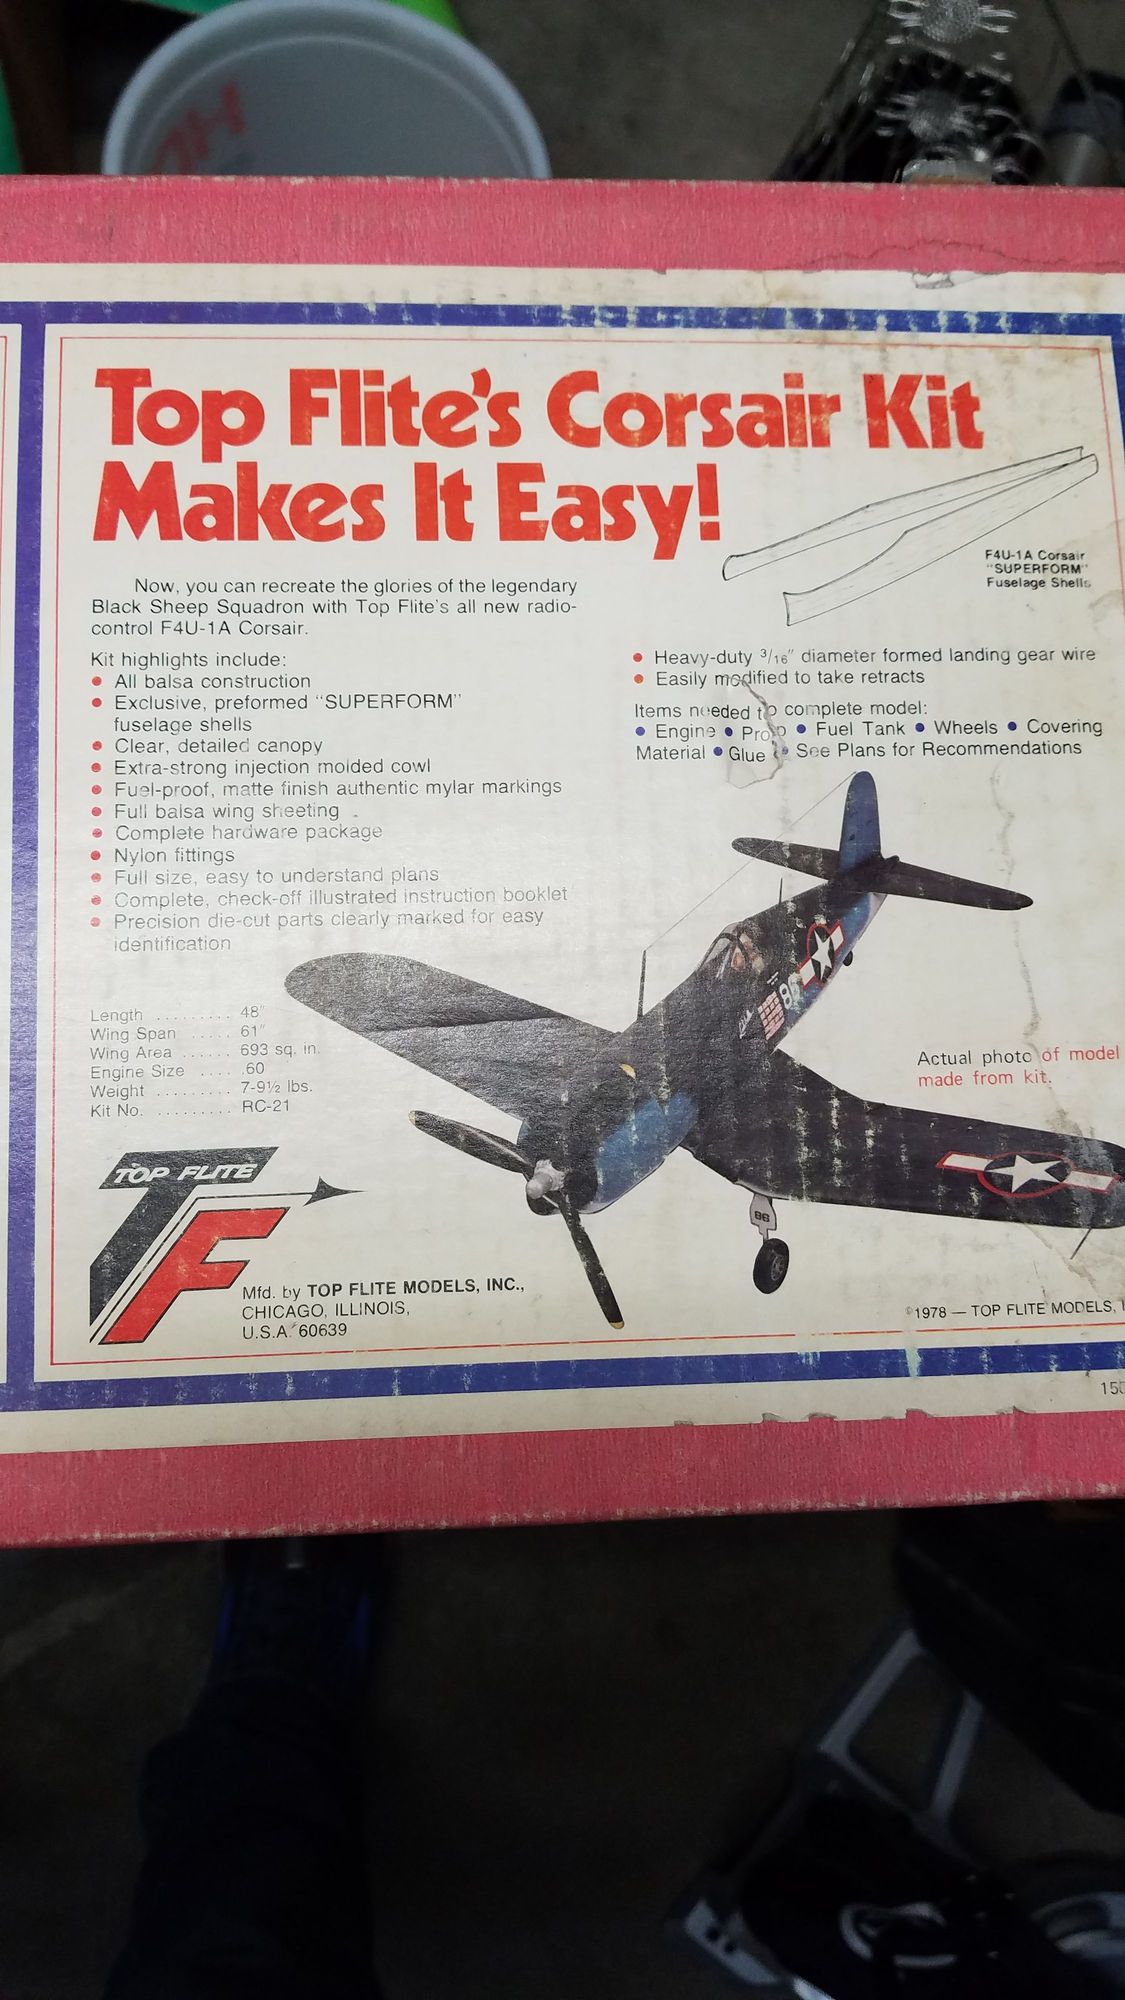 Top Flite's Corsair Kit
Makes It Easy!
F4U-1A Corsair
"SUPERFORM"
Fuselage Shells
Now, you can recreate the glories of the legendary
Black Sheep Squadron with Top Flite's all new radio-
control F4U-1A Corsair.
Kit highlights include:
• All balsa construction
• Exclusive, preformed "SUPERFORM"
fuselage shells
• Clear, detailed canopy
• Extra-strong injection molded cowl
• Fuel-proof, matte finish authentic mylar markings
• Full balsa wing sheeting
• Complete hardware package
• Nylon fittings
• Full size, easy to understand plans
• Complete, check-off illustrated instruction booklet
• Precision die-cut parts clearly marked for easy
identification
• Heavy-duty 3/16" diameter formed landing gear wire
• Easily modified to take retracts
Items needed to complete model:
• Engine • Prop • Fuel Tank • Wheels • Covering
Material • Glue • See Plans for Recommendations
Length ......... 48"
Wing Span ..... 61"
Wing Area ...... 693 sq. in.
Engine Size .... .60
Weight ......... 7-9½ lbs.
Kit No. ......... RC-21
86
86
Actual photo of model
made from kit.
TOP FLITE
TF
Mfd. by TOP FLITE MODELS, INC.,
CHICAGO, ILLINOIS,
U.S.A. 60639
©1978 — TOP FLITE MODELS,